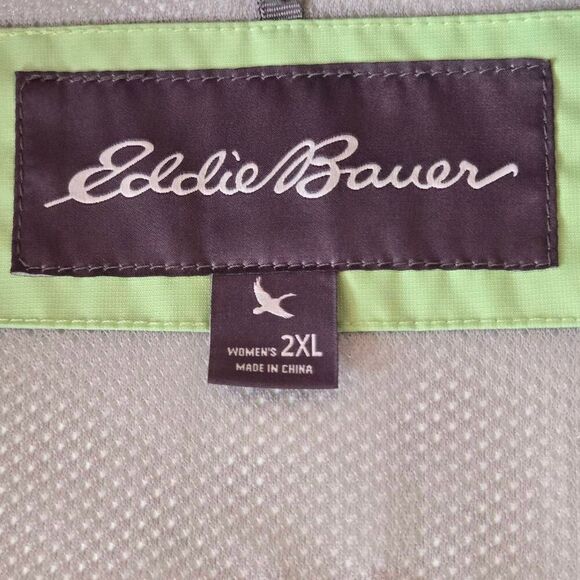 Eddie Bauer
WOMEN'S 2XL
MADE IN CHINA